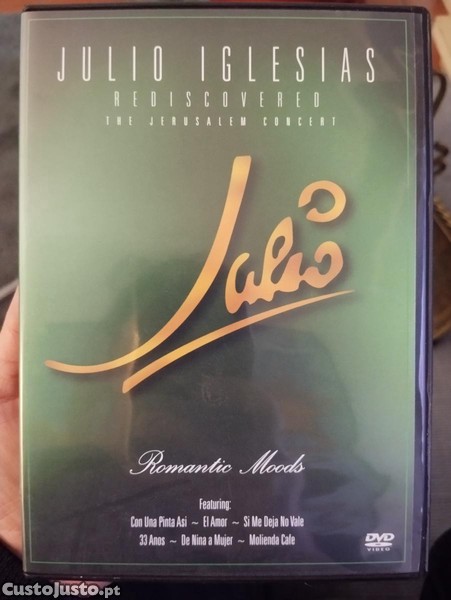 JULIO IGLESIAS
REDISCOVERED
THE JERUSALEM CONCERT
Julio
Romantic Moods
Featuring:
Con Una Pinta Asi ~ El Amor ~ Si Me Deja No Vale
33 Anos ~ De Nina a Mujer ~ Molienda Cafe
DVD
VIDEO
CustoJusto.pt